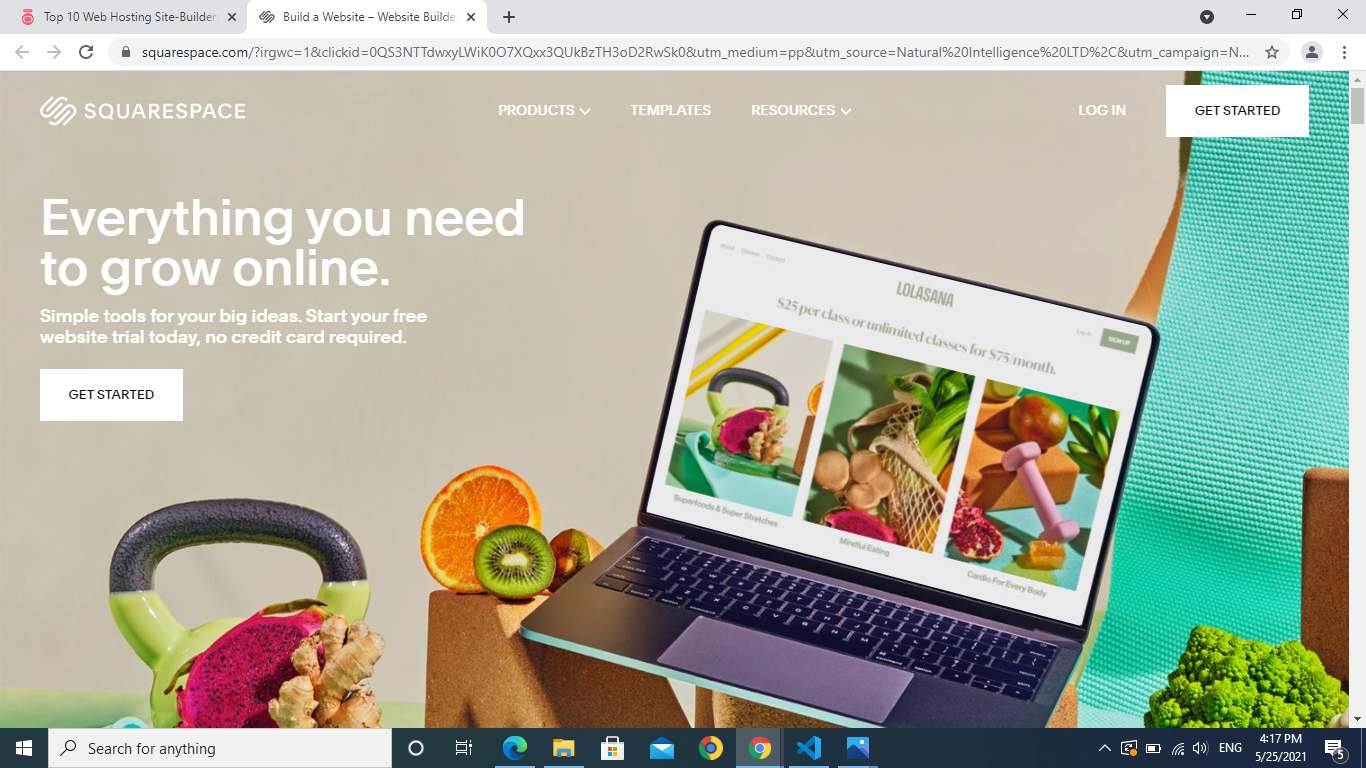 Top 10 Web Hosting Site-Builder
Build a Website – Website Builde
squarespace.com/?irgwc=1&clickid=0QS3NTTdwxyLWiK0O7XQxx3QUkBzTH3oD2RwSk0&utm_medium=pp&utm_source=Natural%20Intelligence%20LTD%2C&utm_campaign=N...
SQUARESPACE
PRODUCTS
TEMPLATES
RESOURCES
LOG IN
GET STARTED
Everything you need
to grow online.
Simple tools for your big ideas. Start your free
website trial today, no credit card required.
GET STARTED
About Classes Contact
LOLASANA
Log In
SIGN UP
$25 per class or unlimited classes for $75/month.
Superfoods & Super Stretches
Mindful Eating
Cardio For Every Body
Search for anything
ENG
4:17 PM
5/25/2021
5